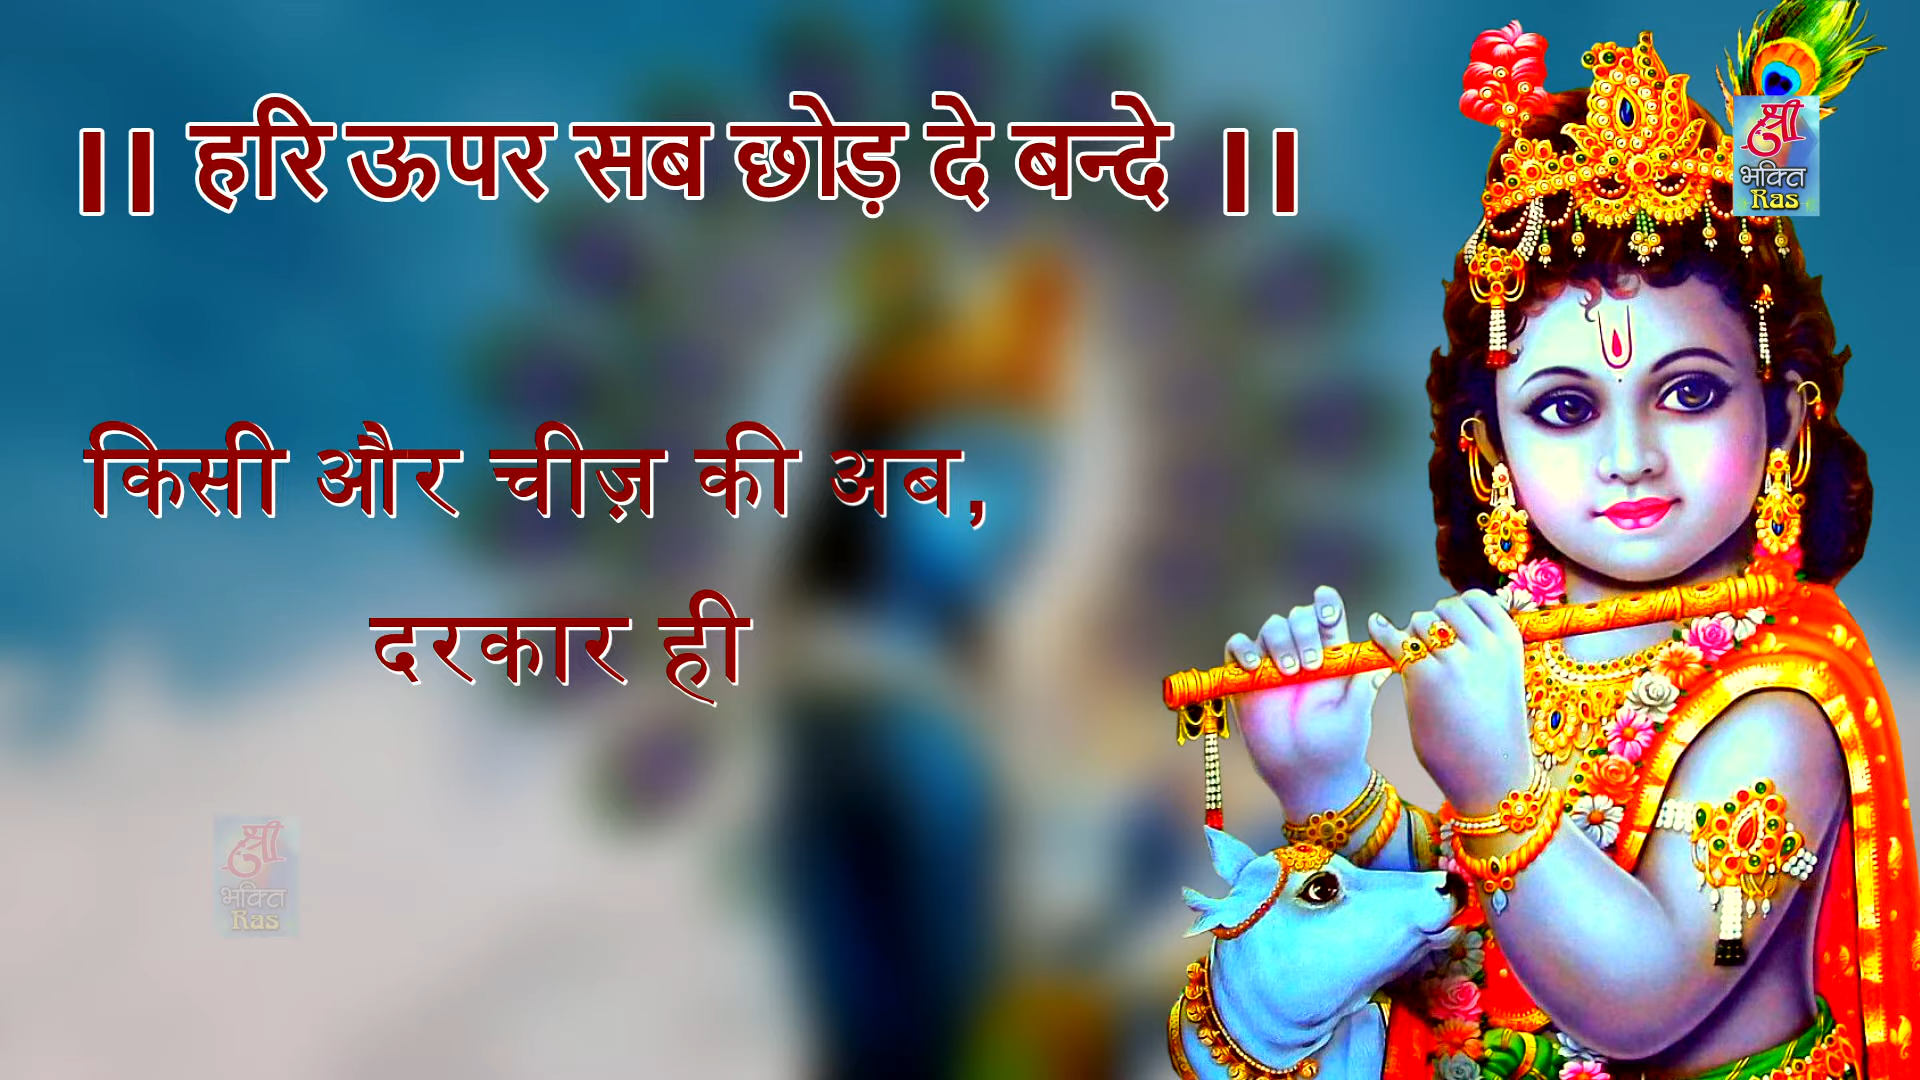 ।। हरि ऊपर सब छोड़ दे बन्दे ।।
श्री
भक्ति
Ras
किसी और चीज़ की अब,
दरकार ही
श्री
भक्ति
Ras